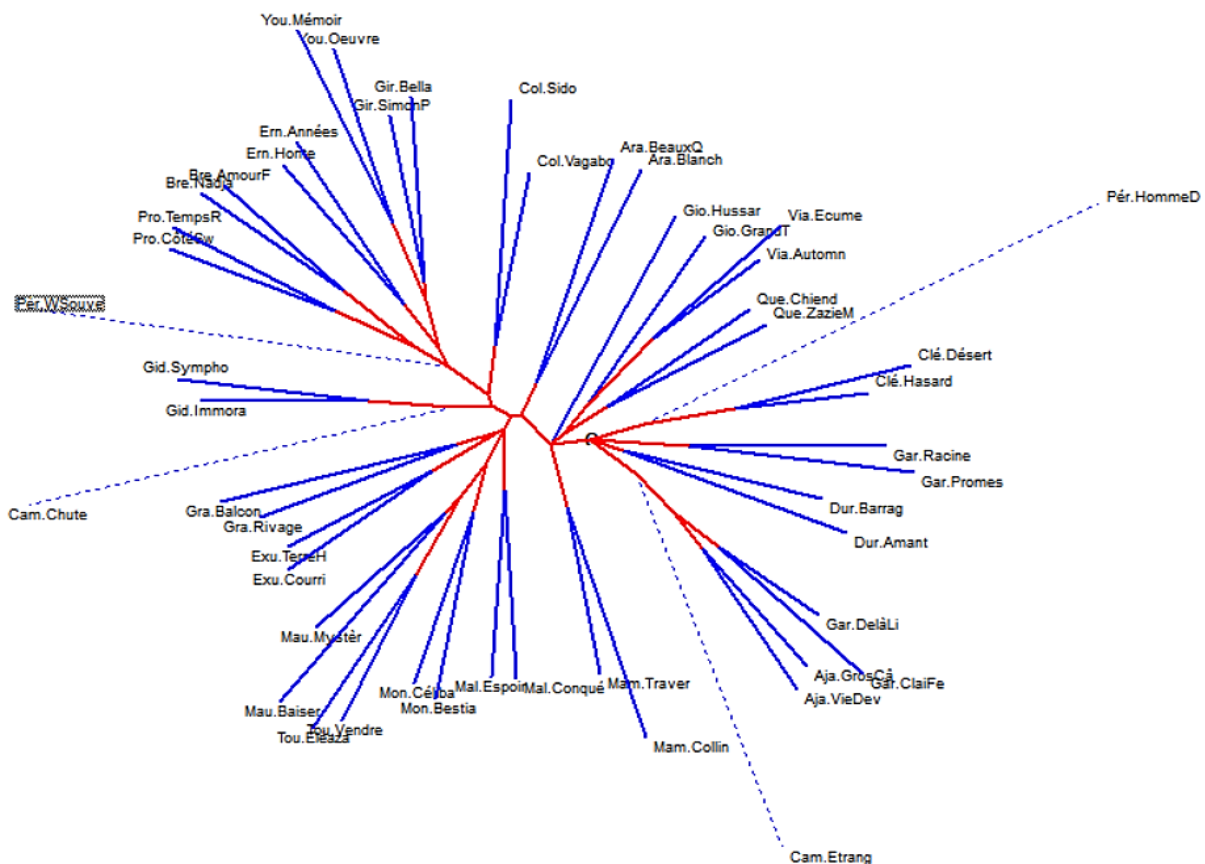 You.Mémoir
You.Oeuvre
Gir.Bella
Gir.SimonP
Col.Sido
Ern.Années
Ern.Honte
Col.Vagabo
Ara.BeauxQ
Ara.Blanch
Bre.AmourF
Bre.Nadja
Pér.HommeD
Pro.TempsR
Pro.CôtéSw
Gio.Hussar
Gio.GrandT
Via.Ecume
Via.Automn
Per.WSouve
Que.Chiend
Que.ZazieM
Gid.Sympho
Gid.Immora
Clé.Désert
Clé.Hasard
Gar.Racine
Gar.Promes
Cam.Chute
Gra.Balcon
Gra.Rivage
Dur.Barrag
Dur.Amant
Exu.TerreH
Exu.Courri
Mau.Mystèr
Gar.DelàLi
Aja.GrosCâ
Gar.ClaiFe
Aja.VieDev
Mau.Baiser
Tou.Vendre
Tou.Eleaza
Mon.Céliba
Mon.Bestia
Mal.Espoir
Mal.Conqué
Mam.Traver
Mam.Collin
Cam.Etrang